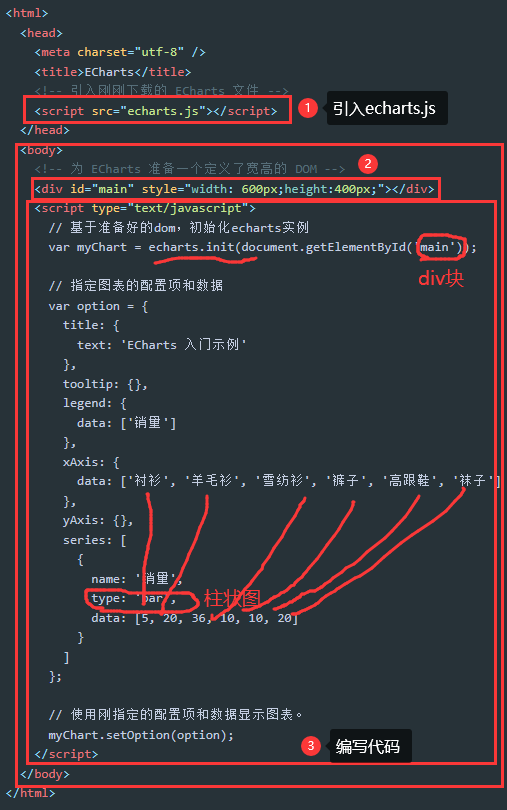 <html>
<head>
<meta charset="utf-8" />
<title>ECharts</title>
<!-- 引入刚刚下载的 ECharts 文件 -->
<script src="echarts.js"></script>
1 引入echarts.js
</head>
<body>
<!-- 为 ECharts 准备一个定义了宽高的 DOM -->
2
<div id="main" style="width: 600px;height:400px;"></div>
<script type="text/javascript">
// 基于准备好的dom，初始化echarts实例
var myChart = echarts.init(document.getElementById('main'));
div块
// 指定图表的配置项和数据
var option = {
title: {
text: 'ECharts 入门示例'
},
tooltip: {},
legend: {
data: ['销量']
},
xAxis: {
data: ['衬衫', '羊毛衫', '雪纺衫', '裤子', '高跟鞋', '袜子']
},
yAxis: {},
series: [
{
name: '销量',
type: 'bar',
柱状图
data: [5, 20, 36, 10, 10, 20]
}
]
};
// 使用刚指定的配置项和数据显示图表。
myChart.setOption(option);
3 编写代码
</script>
</body>
</html>